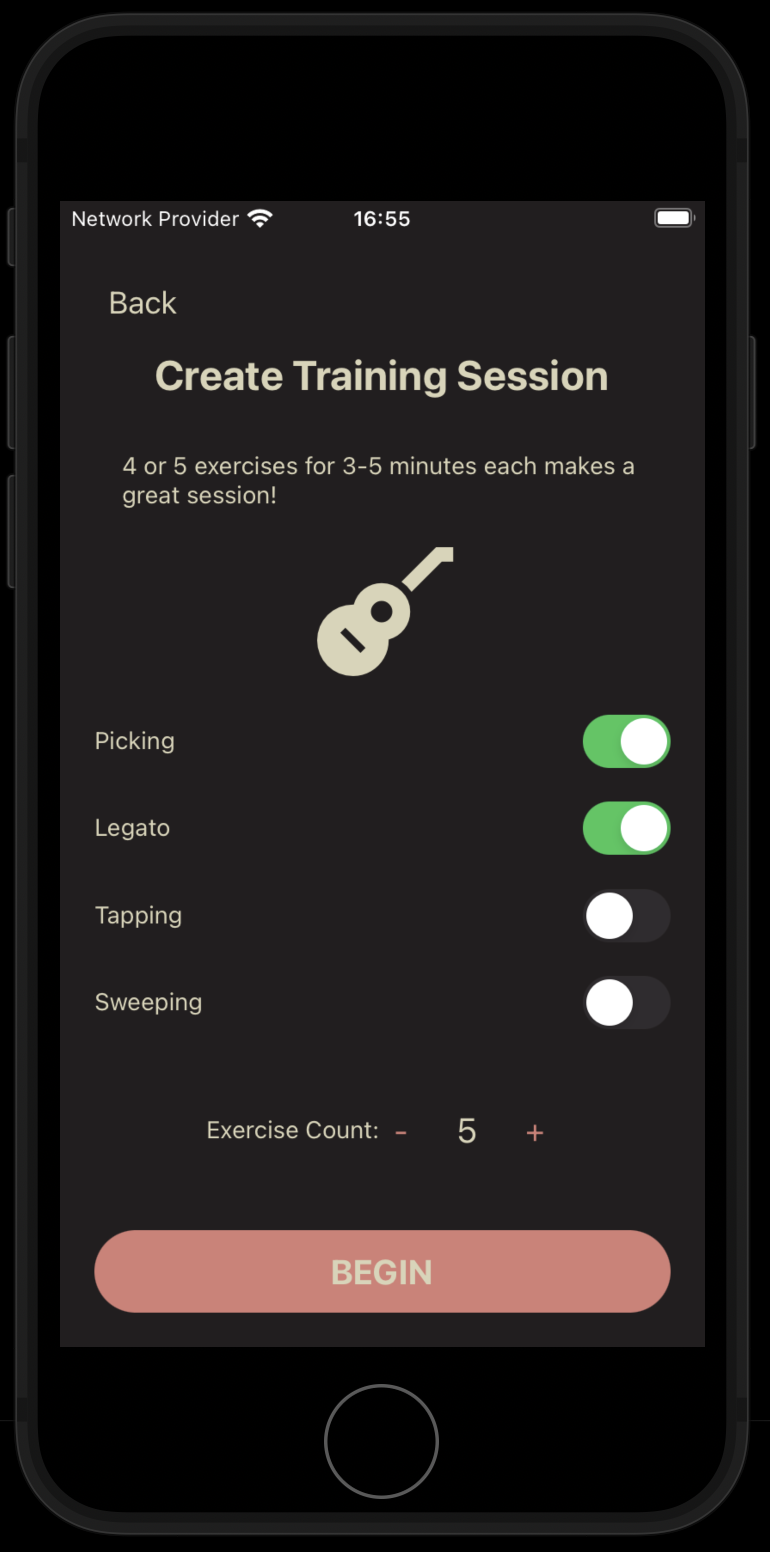 Network Provider 16:55
Back
Create Training Session
4 or 5 exercises for 3-5 minutes each makes a
great session!
Picking
Legato
Tapping
Sweeping
Exercise Count: - 5 +
BEGIN